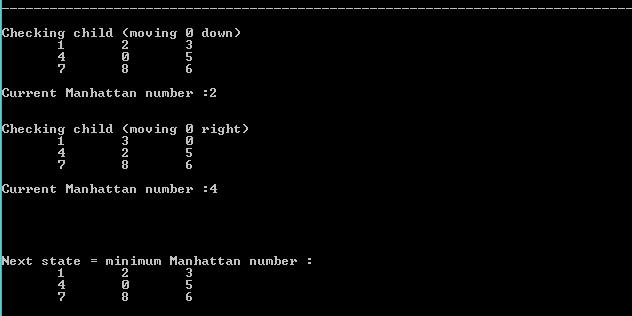 Checking child (moving 0 down)
1 2 3
4 0 5
7 8 6
Current Manhattan number :2
Checking child (moving 0 right)
1 3 0
4 2 5
7 8 6
Current Manhattan number :4
Next state = minimum Manhattan number :
1 2 3
4 0 5
7 8 6